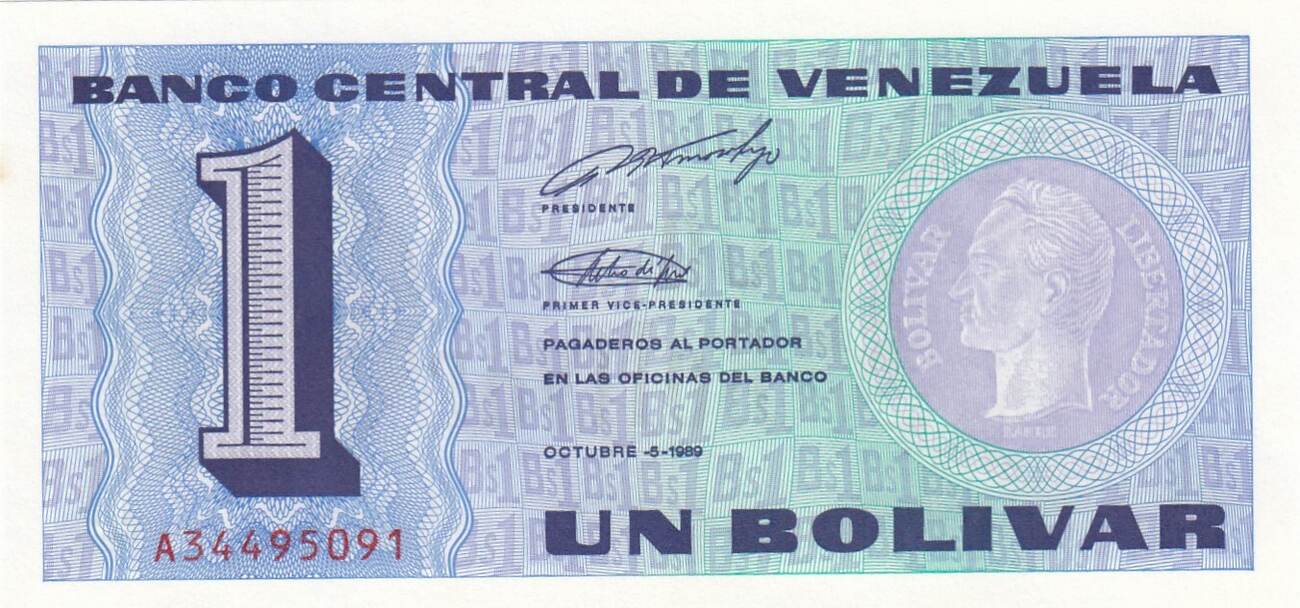 BANCO CENTRAL DE VENEZUELA
1
PRESIDENTE
PRIMER VICE-PRESIDENTE
PAGADEROS AL PORTADOR
EN LAS OFICINAS DEL BANCO
OCTUBRE -5-1989
BOLIVAR LIBERTADOR
A34495091
UN BOLIVAR